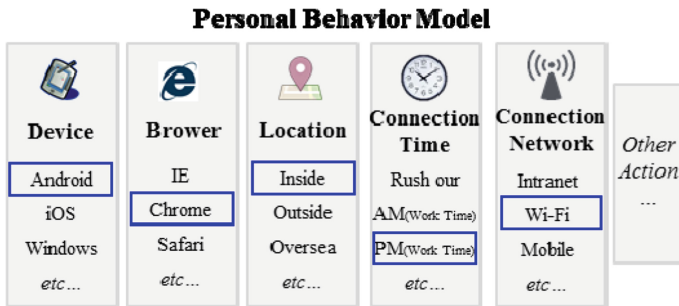 Personal Behavior Model
Device
Android
iOS
Windows
etc...
Brower
IE
Chrome
Safari
etc...
Location
Inside
Outside
Oversea
etc...
Connection
Time
Rush our
AM(Work Time)
PM(Work Time)
etc...
Connection
Network
Intranet
Wi-Fi
Mobile
etc...
Other
Action
...